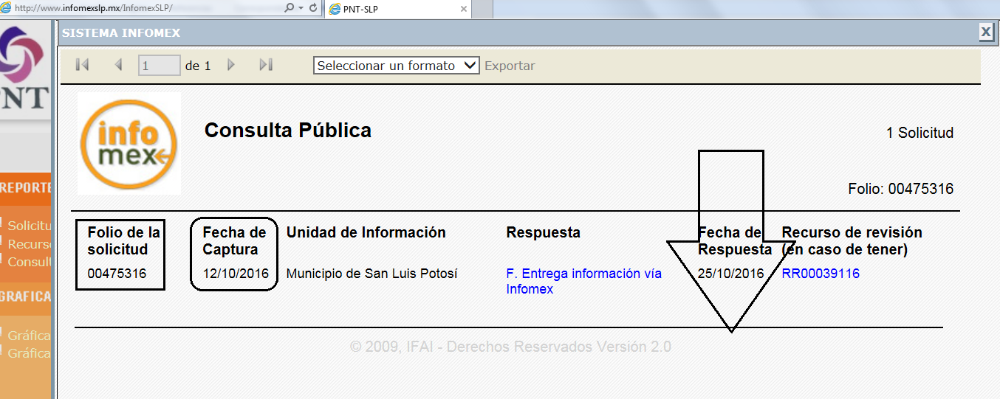 http://www.infomexslp.mx/InfomexSLP/
PNT-SLP
SISTEMA INFOMEX
X
1 de 1
Seleccionar un formato
Exportar
PNT
info
mex
Consulta Pública
1 Solicitud
Folio: 00475316
REPORTE
Solicitu
Recurs
Consult
GRAFICA
Gráfica
Gráfica
Folio de la solicitud
Fecha de Captura
Unidad de Información
Respuesta
Fecha de Respuesta
Recurso de revisión (en caso de tener)
00475316
12/10/2016
Municipio de San Luis Potosí
F. Entrega información vía Infomex
25/10/2016
RR00039116
© 2009, IFAI - Derechos Reservados Versión 2.0